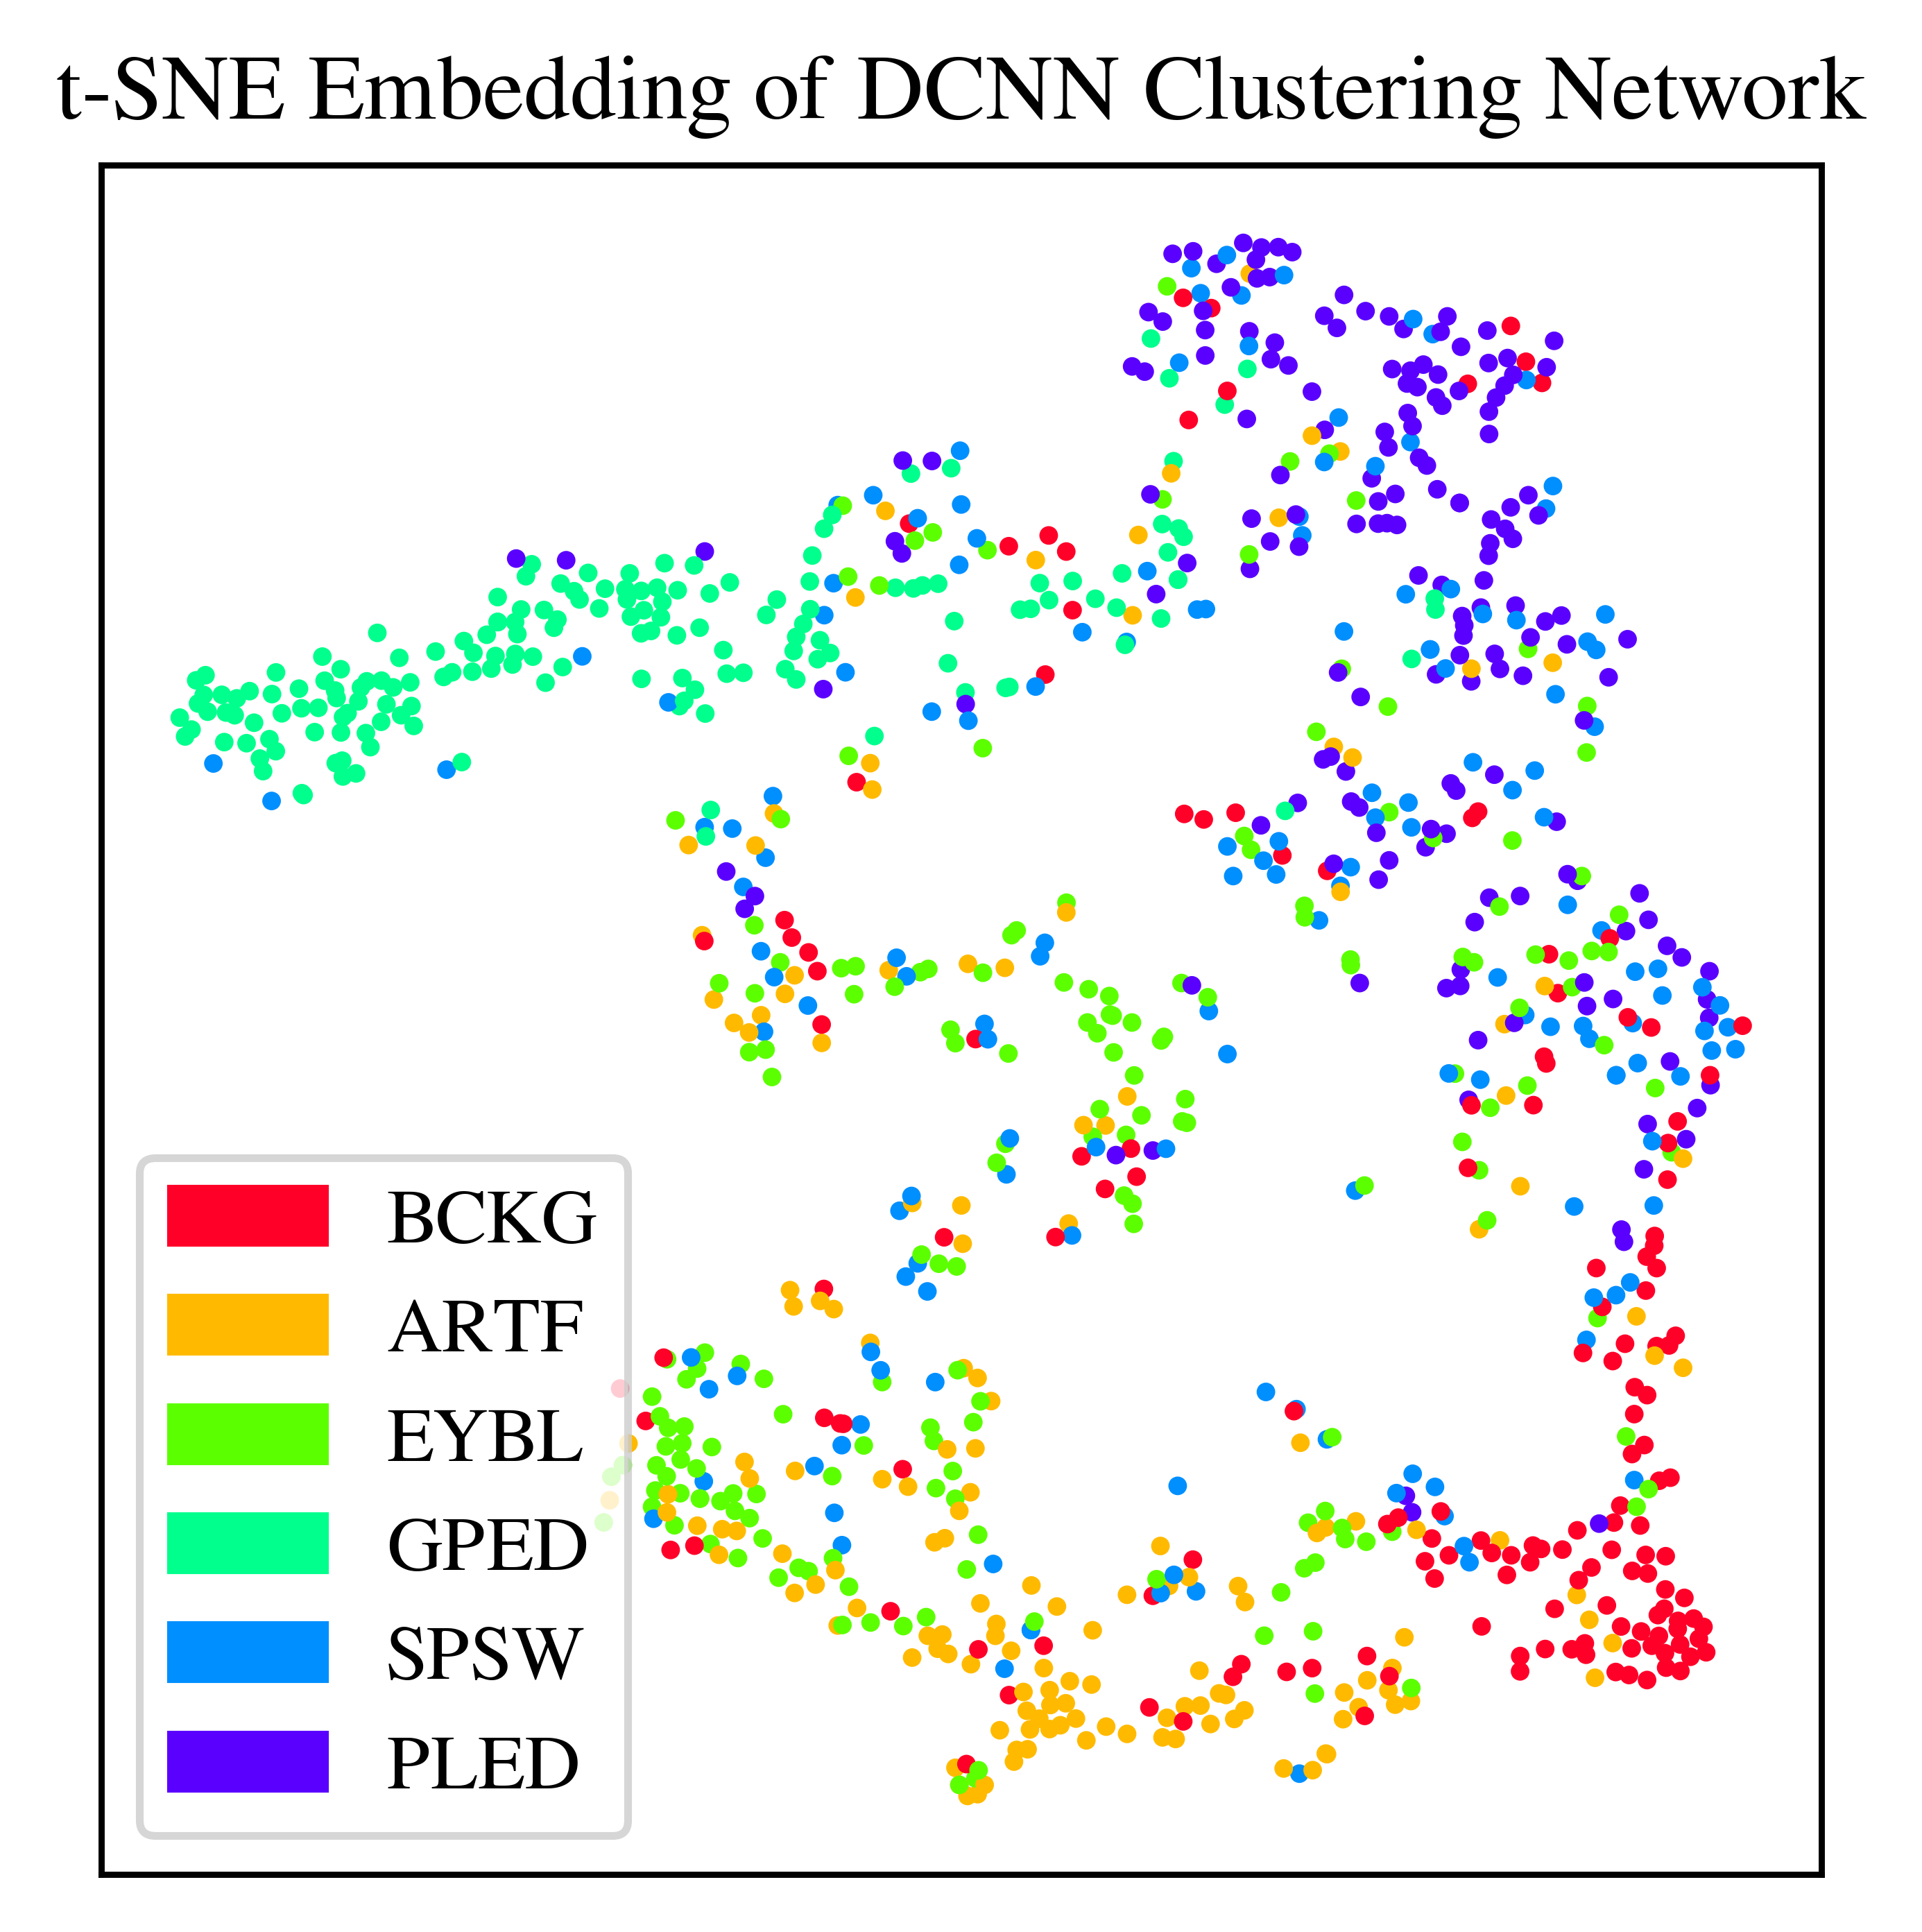 t-SNE Embedding of DCNN Clustering Network
BCKG
ARTF
EYBL
GPED
SPSW
PLED